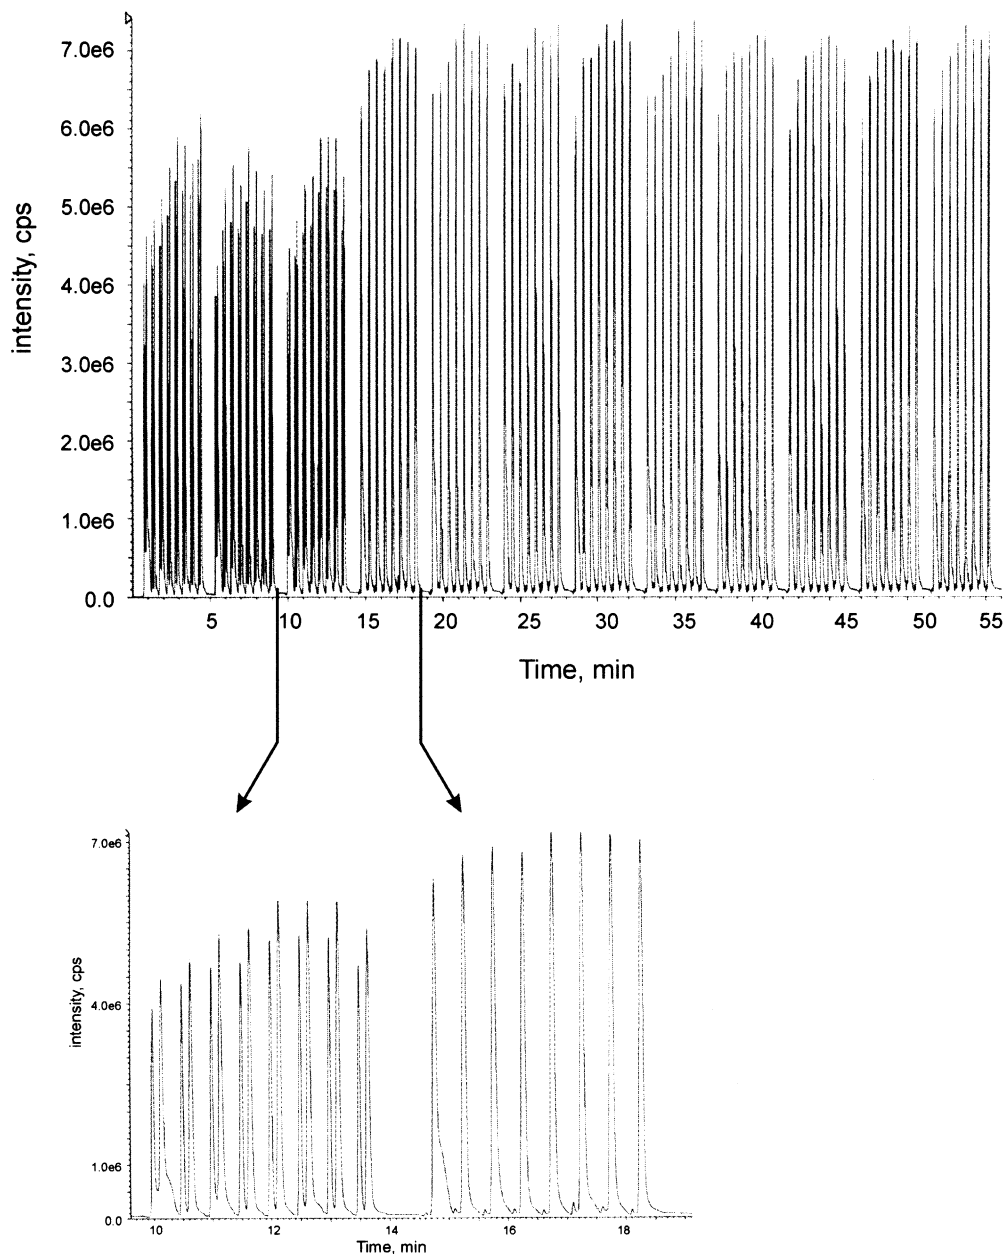 7.0e6
6.0e6
5.0e6
4.0e6
3.0e6
2.0e6
1.0e6
0.0
intensity, cps
5 10 15 20 25 30 35 40 45 50 55
Time, min
7.0e6
4.0e6
1.0e6
0.0
intensity, cps
10 12 14 16 18
Time, min